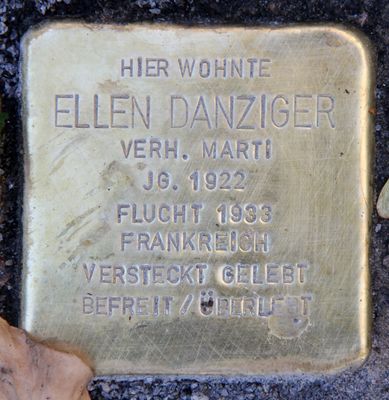 HIER WOHNTE
ELLEN DANZIGER
VERH. MARTI
JG. 1922
FLUCHT 1933
FRANKREICH
VERSTECKT GELEBT
BEFREIT / ÜBERLEBT